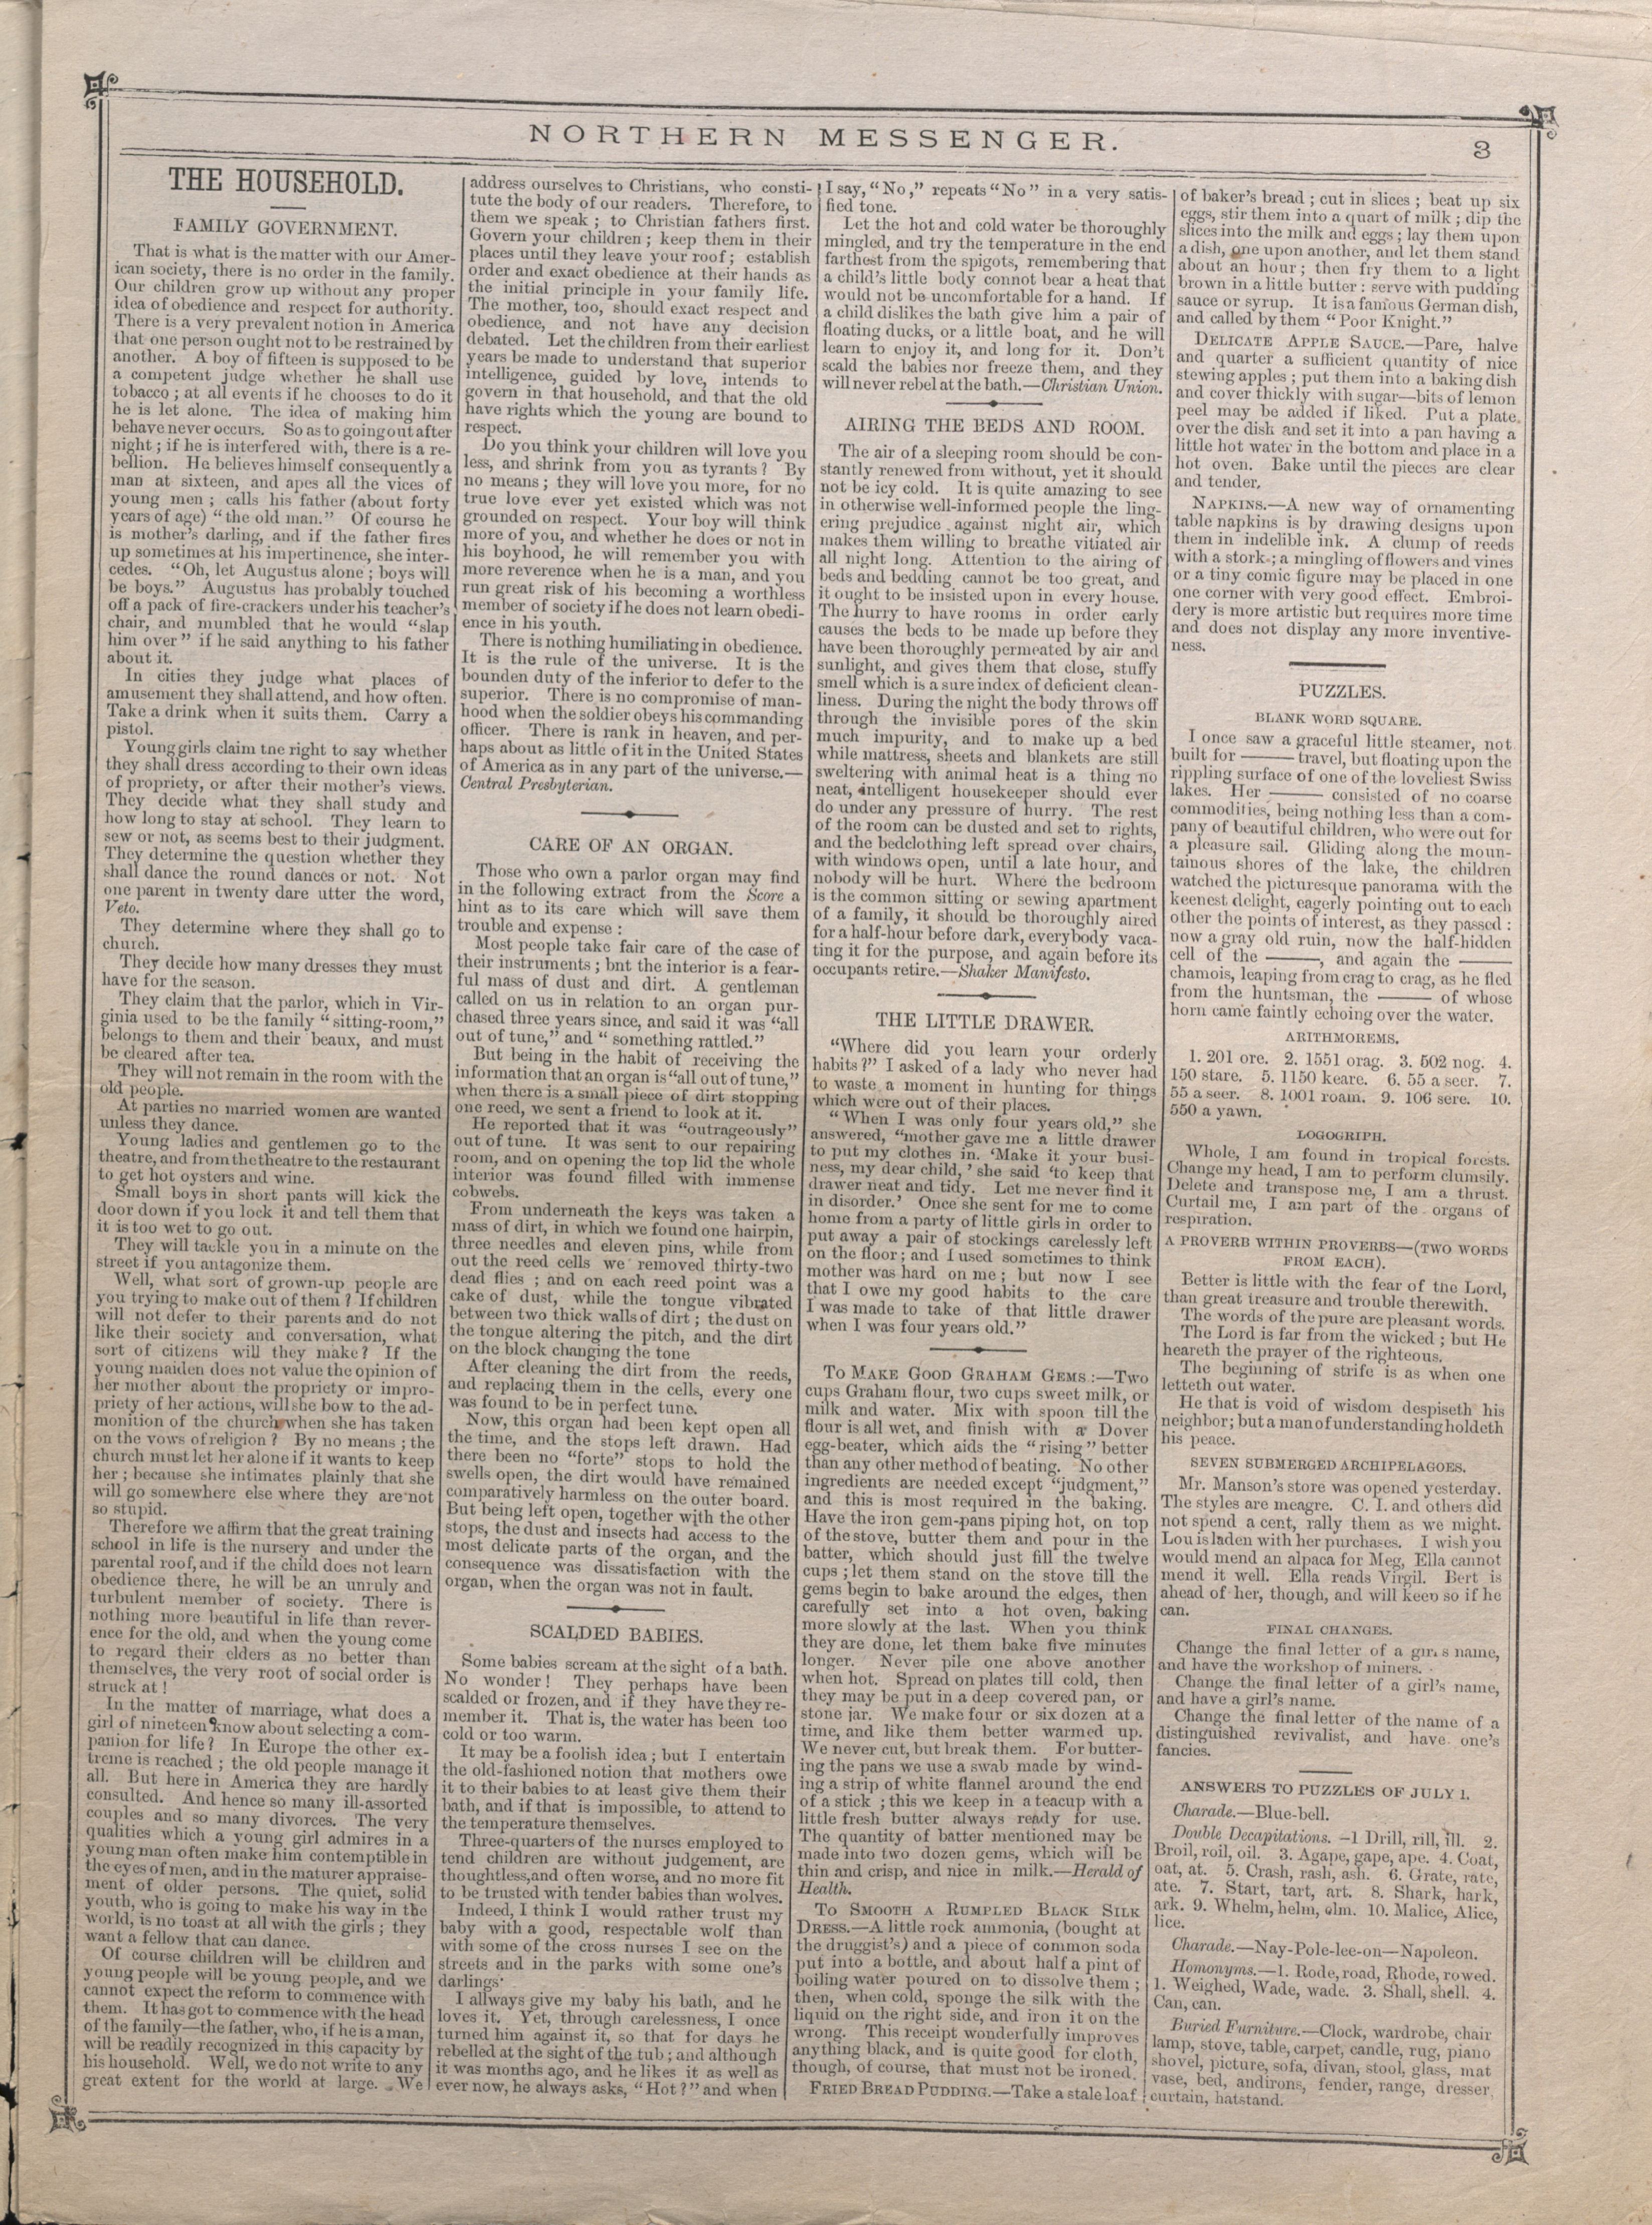 NORTHERN MESSENGER.
3
THE HOUSEHOLD.
FAMILY GOVERNMENT.
That is what is the matter with our Amer-
ican society, there is no order in the family.
Our children grow up without any proper
idea of obedience and respect for authority.
There is a very prevalent notion in America
that one person ought not to be restrained by
another. A boy of fifteen is supposed to be
a competent judge whether he shall use
tobacco ; at all events if he chooses to do it
he is let alone. The idea of making him
behave never occurs. So as to going out after
night ; if he is interfered with, there is a re-
bellion. He believes himself consequently a
man at sixteen, and apes all the vices of
young men ; calls his father (about forty
years of age) "the old man." Of course he
is mother's darling, and if the father fires
up sometimes at his impertinence, she inter-
cedes. "Oh, let Augustus alone ; boys will
be boys." Augustus has probably touched
off a pack of fire-crackers under his teacher's
chair, and mumbled that he would "slap
him over" if he said anything to his father
about it.
In cities they judge what places of
amusement they shall attend, and how often.
Take a drink when it suits them. Carry a
pistol.
Young girls claim tne right to say whether
they shall dress according to their own ideas
of propriety, or after their mother's views.
They decide what they shall study and
how long to stay at school. They learn to
sew or not, as seems best to their judgment.
They determine the question whether they
shall dance the round dances or not. Not
one parent in twenty dare utter the word,
Veto.
They determine where they shall go to
church.
They decide how many dresses they must
have for the season.
They claim that the parlor, which in Vir-
ginia used to be the family "sitting-room,"
belongs to them and their beaux, and must
be cleared after tea.
They will not remain in the room with the
old people.
At parties no married women are wanted
unless they dance.
Young ladies and gentlemen go to the
theatre, and from the theatre to the restaurant
to get hot oysters and wine.
Small boys in short pants will kick the
door down if you lock it and tell them that
it is too wet to go out.
They will tackle you in a minute on the
street if you antagonize them.
Well, what sort of grown-up people are
you trying to make out of them ? If children
will not defer to their parents and do not
like their society and conversation, what
sort of citizens will they make ? If the
young maiden does not value the opinion of
her mother about the propriety or impro-
priety of her actions, will she bow to the ad-
monition of the church when she has taken
on the vows of religion ? By no means ; the
church must let her alone if it wants to keep
her ; because she intimates plainly that she
will go somewhere else where they are not
so stupid.
Therefore we affirm that the great training
school in life is the nursery and under the
parental roof, and if the child does not learn
obedience there, he will be an unruly and
turbulent member of society. There is
nothing more beautiful in life than rever-
ence for the old, and when the young come
to regard their elders as no better than
themselves, the very root of social order is
struck at !
In the matter of marriage, what does a
girl of nineteen know about selecting a com-
panion for life ? In Europe the other ex-
treme is reached ; the old people manage it
all. But here in America they are hardly
consulted. And hence so many ill-assorted
couples and so many divorces. The very
qualities which a young girl admires in a
young man often make him contemptible in
the eyes of men, and in the maturer appraise-
ment of older persons. The quiet, solid
youth, who is going to make his way in the
world, is no toast at all with the girls ; they
want a fellow that can dance.
Of course children will be children and
young people will be young people, and we
cannot expect the reform to commence with
them. It has got to commence with the head
of the family—the father, who, if he is a man,
will be readily recognized in this capacity by
his household. Well, we do not write to any
great extent for the world at large. We
address ourselves to Christians, who consti-
tute the body of our readers. Therefore, to
them we speak ; to Christian fathers first.
Govern your children ; keep them in their
places until they leave your roof ; establish
order and exact obedience at their hands as
the initial principle in your family life.
The mother, too, should exact respect and
obedience, and not have any decision
debated. Let the children from their earliest
years be made to understand that superior
intelligence, guided by love, intends to
govern in that household, and that the old
have rights which the young are bound to
respect.
Do you think your children will love you
less, and shrink from you as tyrants ? By
no means ; they will love you more, for no
true love ever yet existed which was not
grounded on respect. Your boy will think
more of you, and whether he does or not in
his boyhood, he will remember you with
more reverence when he is a man, and you
run great risk of his becoming a worthless
member of society if he does not learn obedi-
ence in his youth.
There is nothing humiliating in obedience.
It is the rule of the universe. It is the
bounden duty of the inferior to defer to the
superior. There is no compromise of man-
hood when the soldier obeys his commanding
officer. There is rank in heaven, and per-
haps about as little of it in the United States
of America as in any part of the universe.—
Central Presbyterian.
CARE OF AN ORGAN.
Those who own a parlor organ may find
in the following extract from the Score a
hint as to its care which will save them
trouble and expense :
Most people take fair care of the case of
their instruments ; bnt the interior is a fear-
ful mass of dust and dirt. A gentleman
called on us in relation to an organ pur-
chased three years since, and said it was "all
out of tune," and "something rattled."
But being in the habit of receiving the
information that an organ is "all out of tune,"
when there is a small piece of dirt stopping
one reed, we sent a friend to look at it.
He reported that it was "outrageously"
out of tune. It was sent to our repairing
room, and on opening the top lid the whole
interior was found filled with immense
cobwebs.
From underneath the keys was taken a
mass of dirt, in which we found one hairpin,
three needles and eleven pins, while from
out the reed cells we removed thirty-two
dead flies ; and on each reed point was a
cake of dust, while the tongue vibrated
between two thick walls of dirt ; the dust on
the tongue altering the pitch, and the dirt
on the block changing the tone
After cleaning the dirt from the reeds,
and replacing them in the cells, every one
was found to be in perfect tune.
Now, this organ had been kept open all
the time, and the stops left drawn. Had
there been no "forte" stops to hold the
swells open, the dirt would have remained
comparatively harmless on the outer board.
But being left open, together with the other
stops, the dust and insects had access to the
most delicate parts of the organ, and the
consequence was dissatisfaction with the
organ, when the organ was not in fault.
SCALDED BABIES.
Some babies scream at the sight of a bath.
No wonder ! They perhaps have been
scalded or frozen, and if they have they re-
member it. That is, the water has been too
cold or too warm.
It may be a foolish idea ; but I entertain
the old-fashioned notion that mothers owe
it to their babies to at least give them their
bath, and if that is impossible, to attend to
the temperature themselves.
Three-quarters of the nurses employed to
tend children are without judgement, are
thoughtless, and often worse, and no more fit
to be trusted with tender babies than wolves.
Indeed, I think I would rather trust my
baby with a good, respectable wolf than
with some of the cross nurses I see on the
streets and in the parks with some one's
darlings·
I allways give my baby his bath, and he
loves it. Yet, through carelessness, I once
turned him against it, so that for days he
rebelled at the sight of the tub ; and although
it was months ago, and he likes it as well as
ever now, he always asks, "Hot ?" and when
I say, "No," repeats "No" in a very satis-
fied tone.
Let the hot and cold water be thoroughly
mingled, and try the temperature in the end
farthest from the spigots, remembering that
a child's little body connot bear a heat that
would not be uncomfortable for a hand. If
a child dislikes the bath give him a pair of
floating ducks, or a little boat, and he will
learn to enjoy it, and long for it. Don't
scald the babies nor freeze them, and they
will never rebel at the bath.—Christian Union.
AIRING THE BEDS AND ROOM.
The air of a sleeping room should be con-
stantly renewed from without, yet it should
not be icy cold. It is quite amazing to see
in otherwise well-informed people the ling-
ering prejudice against night air, which
makes them willing to breathe vitiated air
all night long. Attention to the airing of
beds and bedding cannot be too great, and
it ought to be insisted upon in every house.
The hurry to have rooms in order early
causes the beds to be made up before they
have been thoroughly permeated by air and
sunlight, and gives them that close, stuffy
smell which is a sure index of deficient clean-
liness. During the night the body throws off
through the invisible pores of the skin
much impurity, and to make up a bed
while mattress, sheets and blankets are still
sweltering with animal heat is a thing no
neat, intelligent housekeeper should ever
do under any pressure of hurry. The rest
of the room can be dusted and set to rights,
and the bedclothing left spread over chairs,
with windows open, until a late hour, and
nobody will be hurt. Where the bedroom
is the common sitting or sewing apartment
of a family, it should be thoroughly aired
for a half-hour before dark, everybody vaca-
ting it for the purpose, and again before its
occupants retire.—Shaker Manifesto.
THE LITTLE DRAWER.
"Where did you learn your orderly
habits ?" I asked of a lady who never had
to waste a moment in hunting for things
which were out of their places.
"When I was only four years old," she
answered, "mother gave me a little drawer
to put my clothes in. 'Make it your busi-
ness, my dear child,' she said 'to keep that
drawer neat and tidy. Let me never find it
in disorder.' Once she sent for me to come
home from a party of little girls in order to
put away a pair of stockings carelessly left
on the floor ; and I used sometimes to think
mother was hard on me ; but now I see
that I owe my good habits to the care
I was made to take of that little drawer
when I was four years old."
TO MAKE GOOD GRAHAM GEMS :—Two
cups Graham flour, two cups sweet milk, or
milk and water. Mix with spoon till the
flour is all wet, and finish with a Dover
egg-beater, which aids the "rising" better
than any other method of beating. No other
ingredients are needed except "judgment,"
and this is most required in the baking.
Have the iron gem-pans piping hot, on top
of the stove, butter them and pour in the
batter, which should just fill the twelve
cups ; let them stand on the stove till the
gems begin to bake around the edges, then
carefully set into a hot oven, baking
more slowly at the last. When you think
they are done, let them bake five minutes
longer. Never pile one above another
when hot. Spread on plates till cold, then
they may be put in a deep covered pan, or
stone jar. We make four or six dozen at a
time, and like them better warmed up.
We never cut, but break them. For butter-
ing the pans we use a swab made by wind-
ing a strip of white flannel around the end
of a stick ; this we keep in a teacup with a
little fresh butter always ready for use.
The quantity of batter mentioned may be
made into two dozen gems, which will be
thin and crisp, and nice in milk.—Herald of
Health.
TO SMOOTH A RUMPLED BLACK SILK
DRESS.—A little rock ammonia, (bought at
the druggist's) and a piece of common soda
put into a bottle, and about half a pint of
boiling water poured on to dissolve them ;
then, when cold, sponge the silk with the
liquid on the right side, and iron it on the
wrong. This receipt wonderfully improves
anything black, and is quite good for cloth,
though, of course, that must not be ironed.
FRIED BREAD PUDDING.—Take a stale loaf
of baker's bread ; cut in slices ; beat up six
eggs, stir them into a quart of milk ; dip the
slices into the milk and eggs ; lay them upon
a dish, one upon another, and let them stand
about an hour ; then fry them to a light
brown in a little butter : serve with pudding
sauce or syrup. It is a famous German dish,
and called by them "Poor Knight."
DELICATE APPLE SAUCE.—Pare, halve
and quarter a sufficient quantity of nice
stewing apples ; put them into a baking dish
and cover thickly with sugar—bits of lemon
peel may be added if liked. Put a plate
over the dish and set it into a pan having a
little hot water in the bottom and place in a
hot oven. Bake until the pieces are clear
and tender,
NAPKINS.—A new way of ornamenting
table napkins is by drawing designs upon
them in indelible ink. A clump of reeds
with a stork ; a mingling of flowers and vines
or a tiny comic figure may be placed in one
one corner with very good effect. Embroi-
dery is more artistic but requires more time
and does not display any more inventive-
ness.
PUZZLES.
BLANK WORD SQUARE.
I once saw a graceful little steamer, not
built for ——— travel, but floating upon the
rippling surface of one of the loveliest Swiss
lakes. Her ——— consisted of no coarse
commodities, being nothing less than a com-
pany of beautiful children, who were out for
a pleasure sail. Gliding along the moun-
tainous shores of the lake, the children
watched the picturesque panorama with the
keenest delight, eagerly pointing out to each
other the points of interest, as they passed :
now a gray old ruin, now the half-hidden
cell of the ———, and again the ———
chamois, leaping from crag to crag, as he fled
from the huntsman, the ——— of whose
horn came faintly echoing over the water.
ARITHMOREMS.
1. 201 ore. 2. 1551 orag. 3. 502 nog. 4.
150 stare. 5. 1150 keare. 6. 55 a seer. 7.
55 a seer. 8. 1001 roam. 9. 106 sere. 10.
550 a yawn.
LOGOGRIPH.
Whole, I am found in tropical forests.
Change my head, I am to perform clumsily.
Delete and transpose me, I am a thrust.
Curtail me, I am part of the organs of
respiration.
A PROVERB WITHIN PROVERBS—(TWO WORDS
FROM EACH).
Better is little with the fear of the Lord,
than great treasure and trouble therewith.
The words of the pure are pleasant words.
The Lord is far from the wicked ; but He
heareth the prayer of the righteous.
The beginning of strife is as when one
letteth out water.
He that is void of wisdom despiseth his
neighbor ; but a man of understanding holdeth
his peace.
SEVEN SUBMERGED ARCHIPELAGOES.
Mr. Manson's store was opened yesterday.
The styles are meagre. C. I. and others did
not spend a cent, rally them as we might.
Lou is laden with her purchases. I wish you
would mend an alpaca for Meg, Ella cannot
mend it well. Ella reads Virgil. Bert is
ahead of her, though, and will keep so if he
can.
FINAL CHANGES.
Change the final letter of a girl s name,
and have the workshop of miners.
Change the final letter of a girl's name,
and have a girl's name.
Change the final letter of the name of a
distinguished revivalist, and have one's
fancies.
ANSWERS TO PUZZLES OF JULY 1.
Charade.—Blue-bell.
Double Decapitations. —1 Drill, rill, ill. 2.
Broil, roil, oil. 3. Agape, gape, ape. 4. Coat,
oat, at. 5. Crash, rash, ash. 6. Grate, rate,
ate. 7. Start, tart, art. 8. Shark, hark,
ark. 9. Whelm, helm, elm. 10. Malice, Alice,
lice.
Charade.—Nay-Pole-lee-on—Napoleon.
Homonyms.—1. Rode, road, Rhode, rowed.
1. Weighed, Wade, wade. 3. Shall, shell. 4.
Can, can.
Buried Furniture.—Clock, wardrobe, chair
lamp, stove, table, carpet, candle, rug, piano
shovel, picture, sofa, divan, stool, glass, mat
vase, bed, andirons, fender, range, dresser
curtain, hatstand.